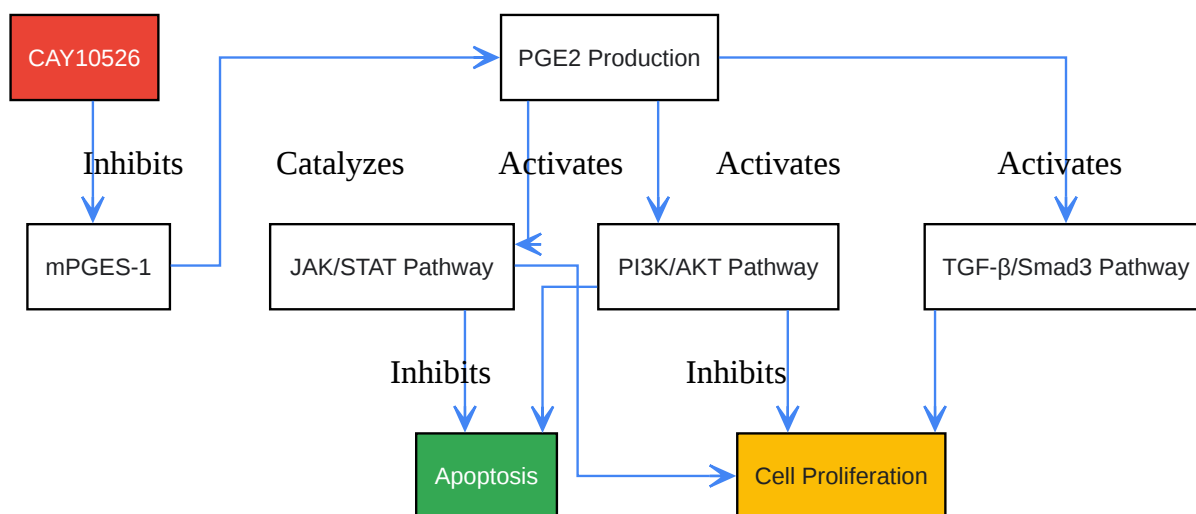 CAY10526
PGE2 Production
Inhibits
Catalyzes
Activates
Activates
Activates
mPGES-1
JAK/STAT Pathway
PI3K/AKT Pathway
TGF-β/Smad3 Pathway
Inhibits
Inhibits
Apoptosis
Cell Proliferation